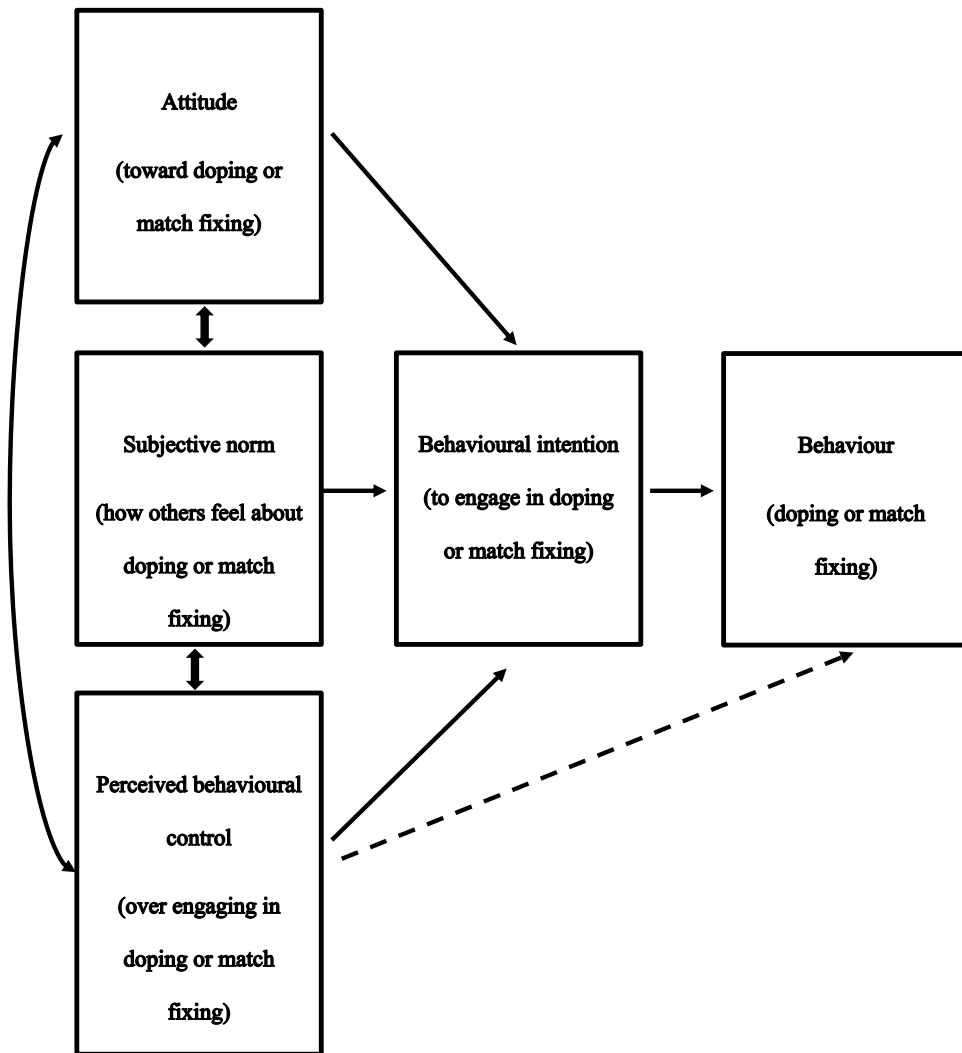 Attitude
(toward doping or
match fixing)
Subjective norm
(how others feel about
doping or match
fixing)
Behavioural intention
(to engage in doping
or match fixing)
Behaviour
(doping or match
fixing)
Perceived behavioural
control
(over engaging in
doping or match
fixing)